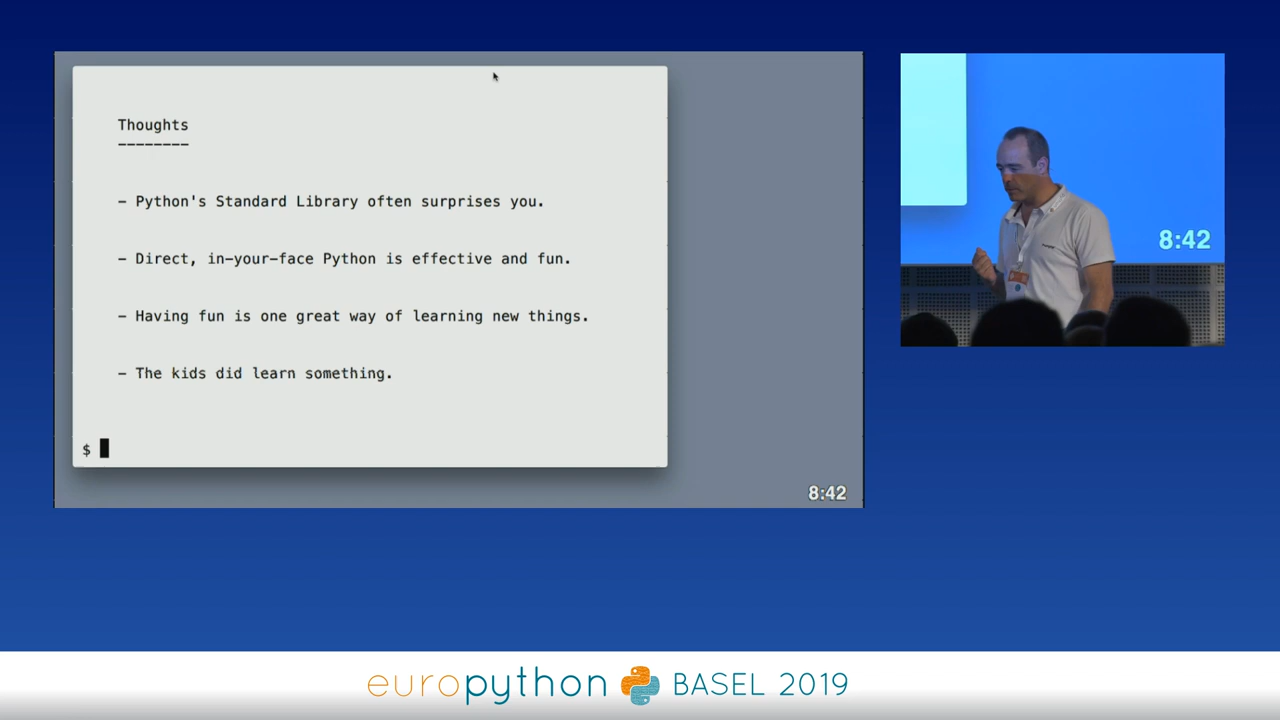 Thoughts
--------
- Python's Standard Library often surprises you.
- Direct, in-your-face Python is effective and fun.
- Having fun is one great way of learning new things.
- The kids did learn something.
$
8:42
8:42
europython BASEL 2019